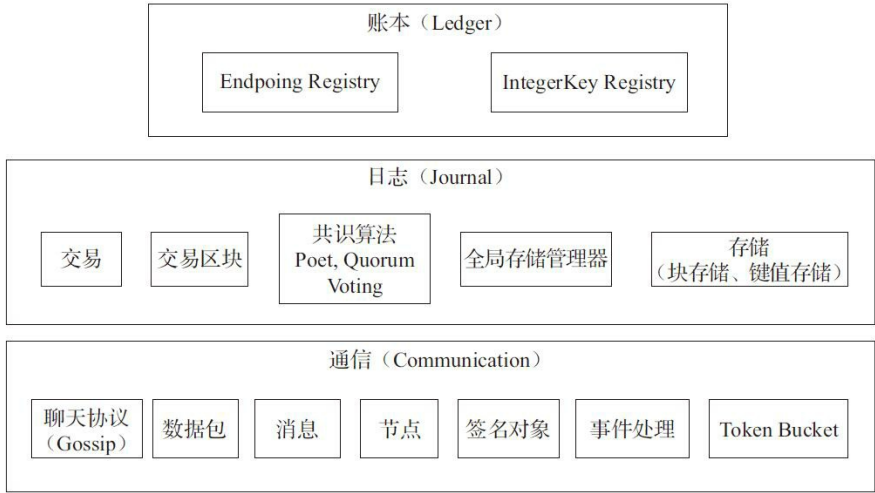 账本（Ledger）
Endpoing Registry
IntegerKey Registry
日志（Journal）
交易
交易区块
共识算法
Poet, Quorum
Voting
全局存储管理器
存储
（块存储、键值存储）
通信（Communication）
聊天协议
（Gossip）
数据包
消息
节点
签名对象
事件处理
Token Bucket